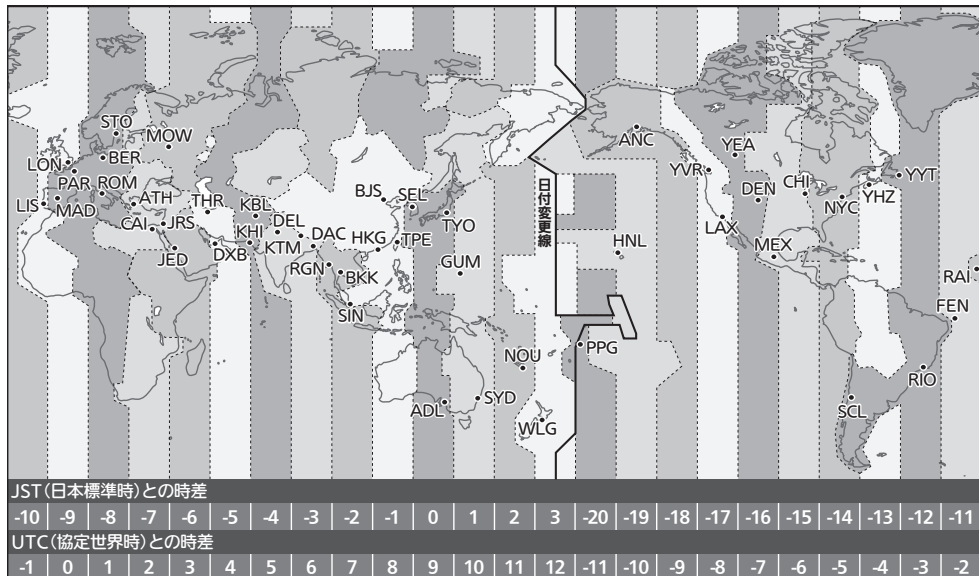 STO
MOW
LON
BER
PAR
ROM
LIS
MAD
ATH
THR
CAI
JRS
JED
DXB
KBL
KHI
DEL
KTM
DAC
RGN
BKK
SIN
BJS
SEL
HKG
TPE
TYO
GUM
ADL
SYD
NOU
WLG
日付変更線
PPG
HNL
ANC
YVR
YEA
DEN
LAX
MEX
CHI
NYC
YHZ
YYT
RAI
FEN
RIO
SCL
JST(日本標準時)との時差
-10 -9 -8 -7 -6 -5 -4 -3 -2 -1 0 1 2 3 -20 -19 -18 -17 -16 -15 -14 -13 -12 -11
UTC(協定世界時)との時差
-1 0 1 2 3 4 5 6 7 8 9 10 11 12 -11 -10 -9 -8 -7 -6 -5 -4 -3 -2